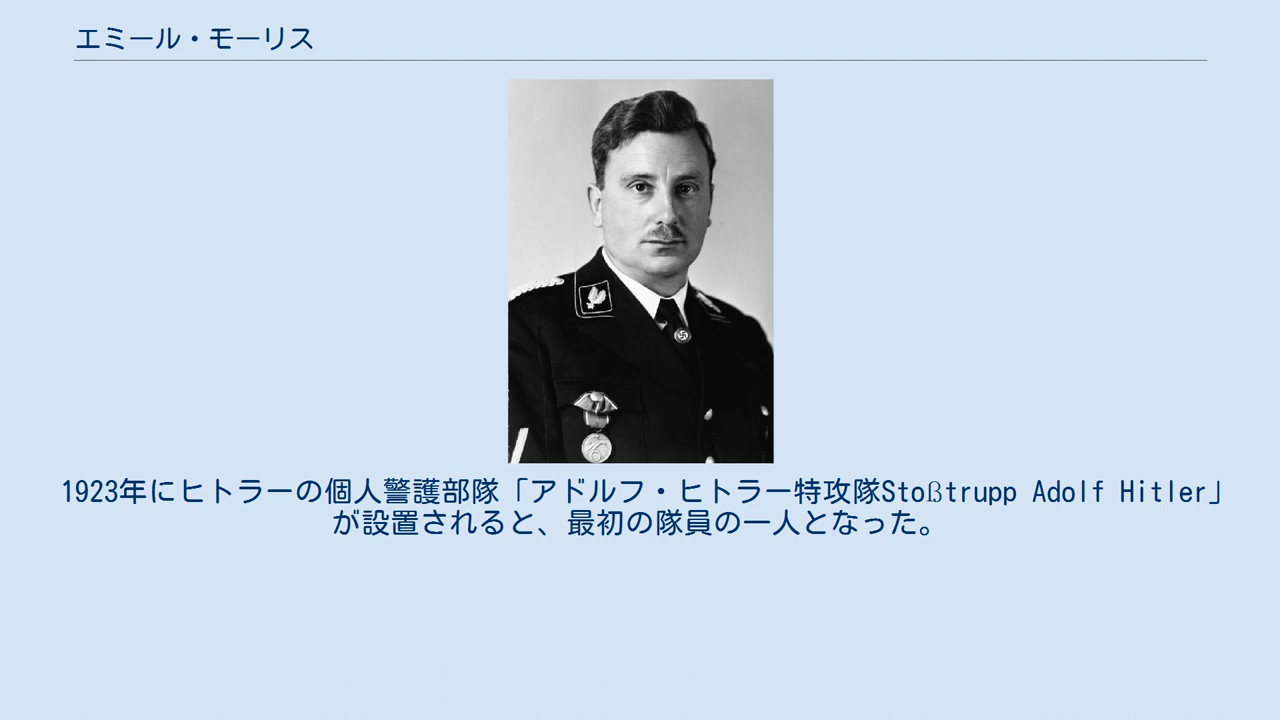 エミール・モーリス
1923年にヒトラーの個人警護部隊「アドルフ・ヒトラー特攻隊Stoßtrupp Adolf Hitler」
が設置されると、最初の隊員の一人となった。